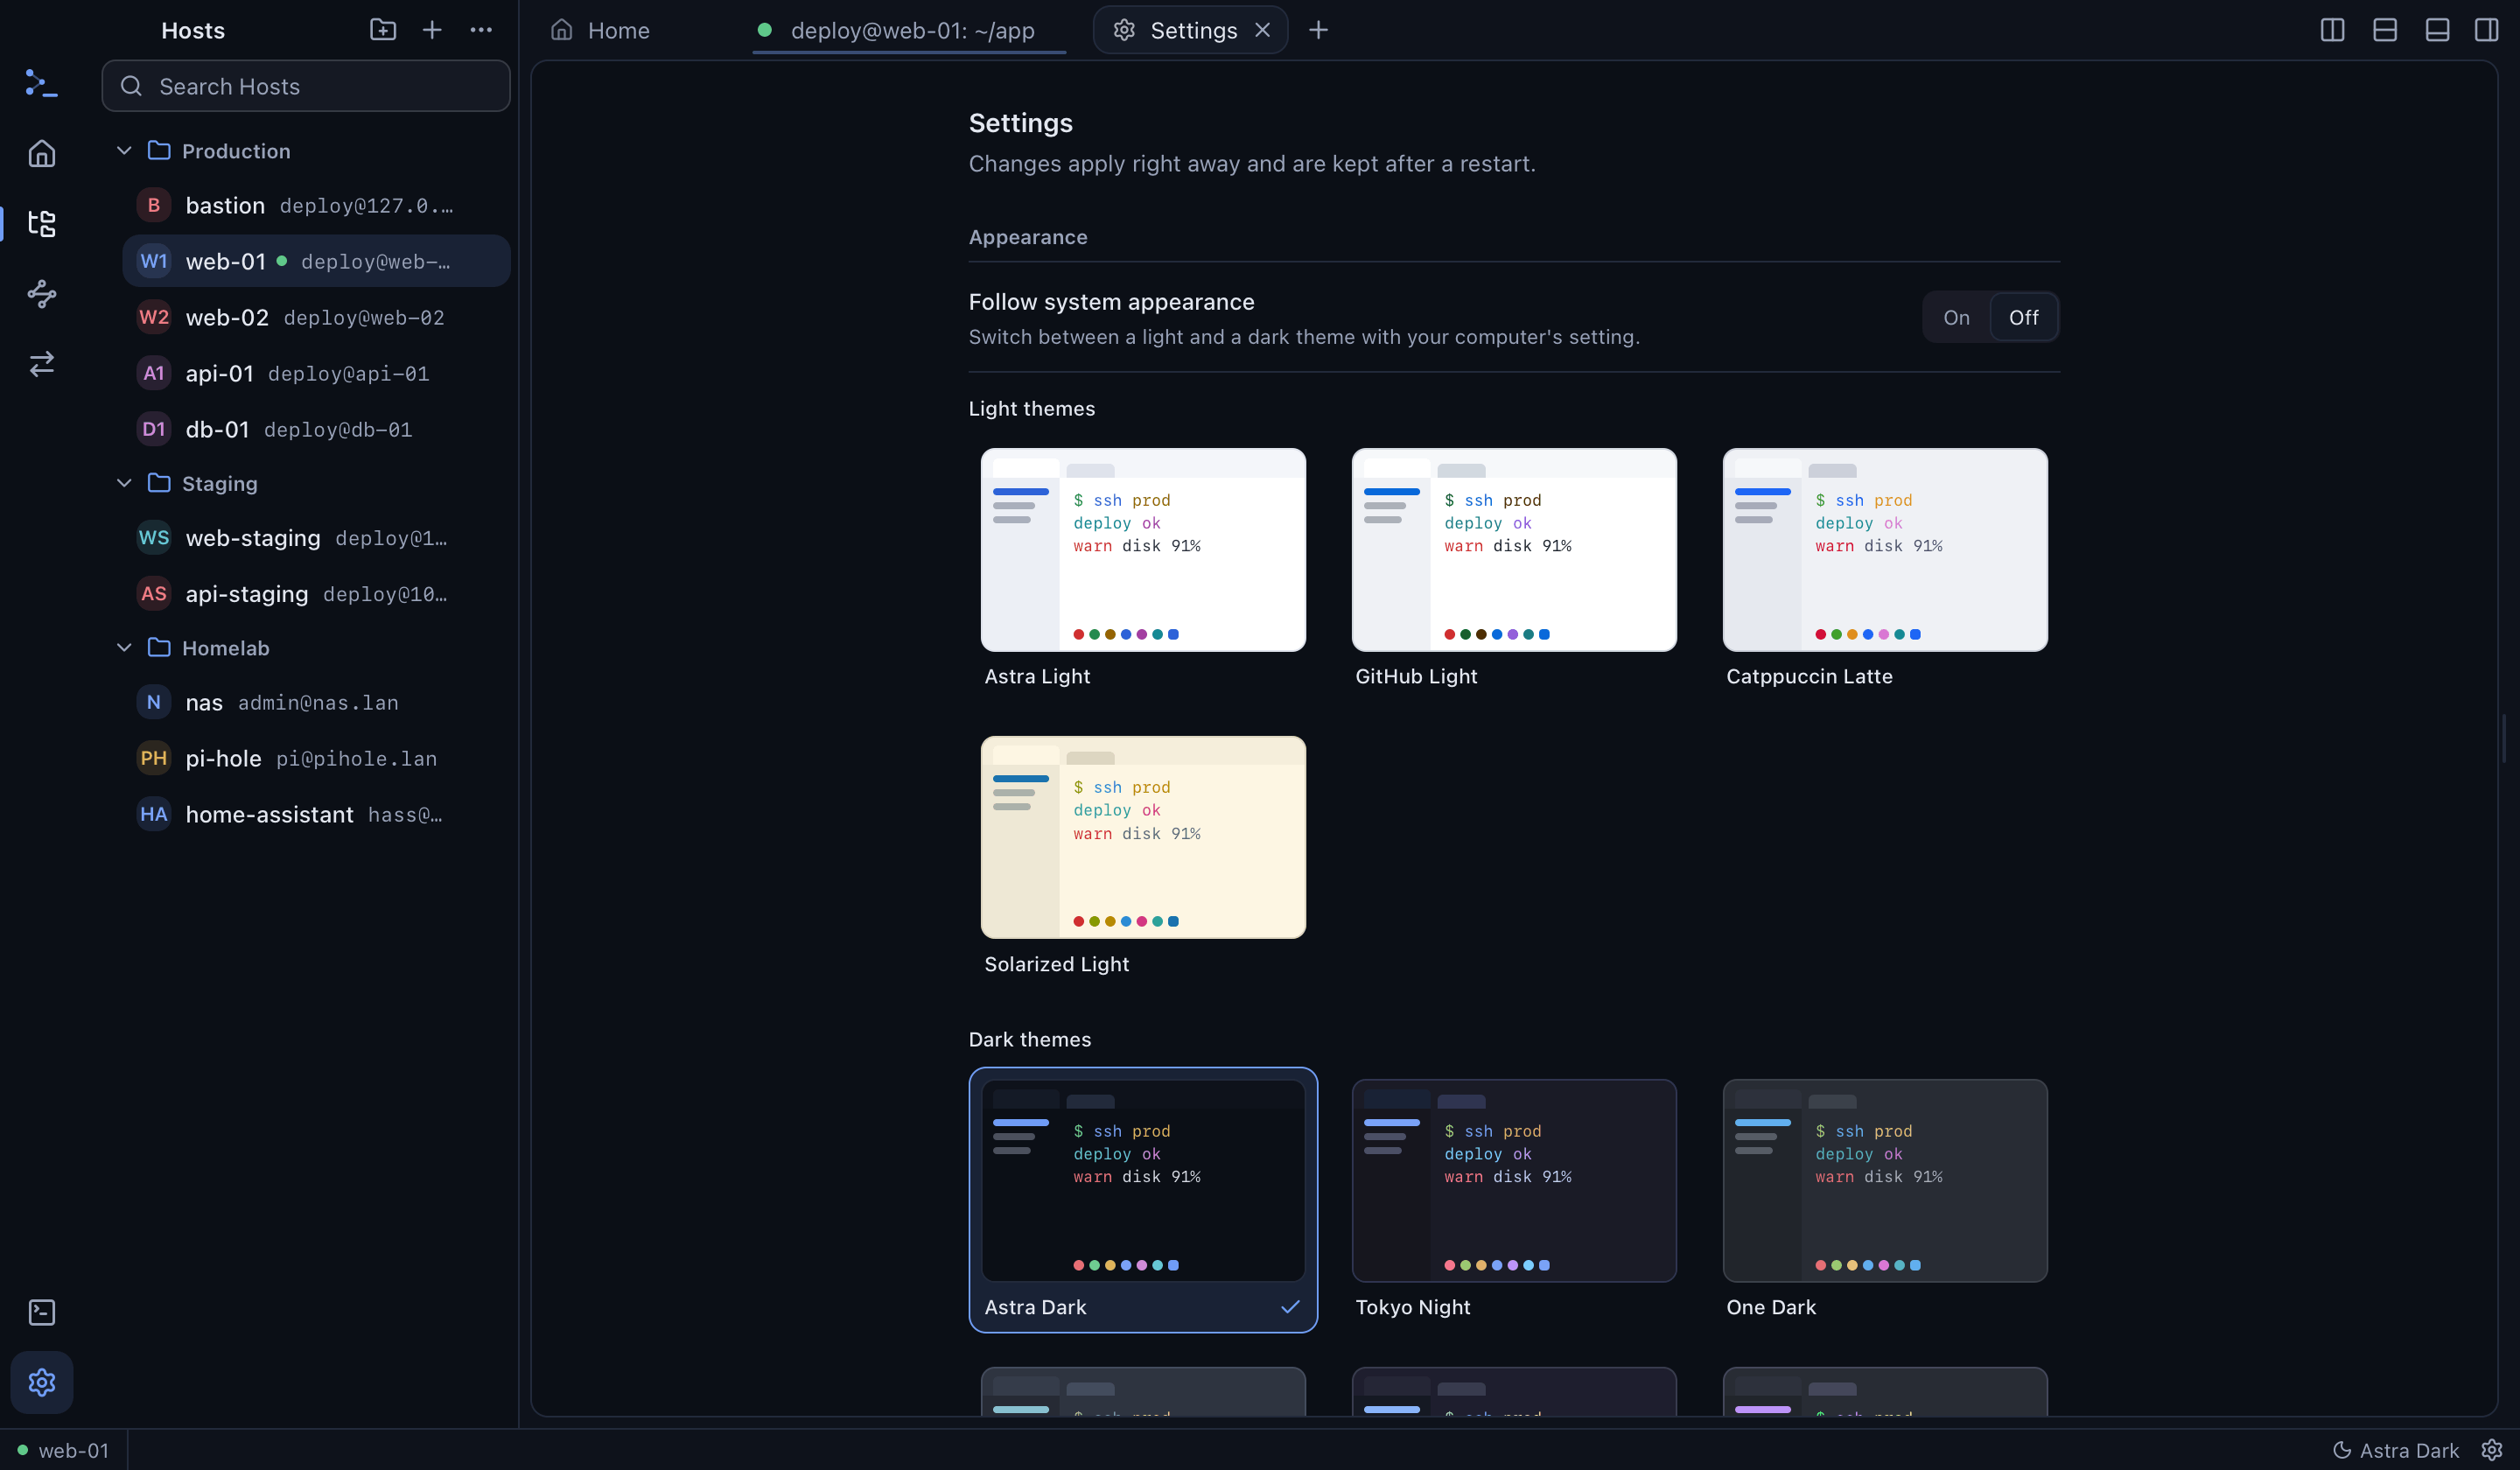 Hosts
Home
deploy@web-01: ~/app
Settings
Search Hosts
Production
B bastion deploy@127.0.…
W1 web-01 deploy@web-…
W2 web-02 deploy@web-02
A1 api-01 deploy@api-01
D1 db-01 deploy@db-01
Staging
WS web-staging deploy@1…
AS api-staging deploy@10…
Homelab
N nas admin@nas.lan
PH pi-hole pi@pihole.lan
HA home-assistant hass@…
Settings
Changes apply right away and are kept after a restart.
Appearance
Follow system appearance
Switch between a light and a dark theme with your computer's setting.
On Off
Light themes
$ ssh prod
deploy ok
warn disk 91%
Astra Light
$ ssh prod
deploy ok
warn disk 91%
GitHub Light
$ ssh prod
deploy ok
warn disk 91%
Catppuccin Latte
$ ssh prod
deploy ok
warn disk 91%
Solarized Light
Dark themes
$ ssh prod
deploy ok
warn disk 91%
Astra Dark
$ ssh prod
deploy ok
warn disk 91%
Tokyo Night
$ ssh prod
deploy ok
warn disk 91%
One Dark
web-01
Astra Dark